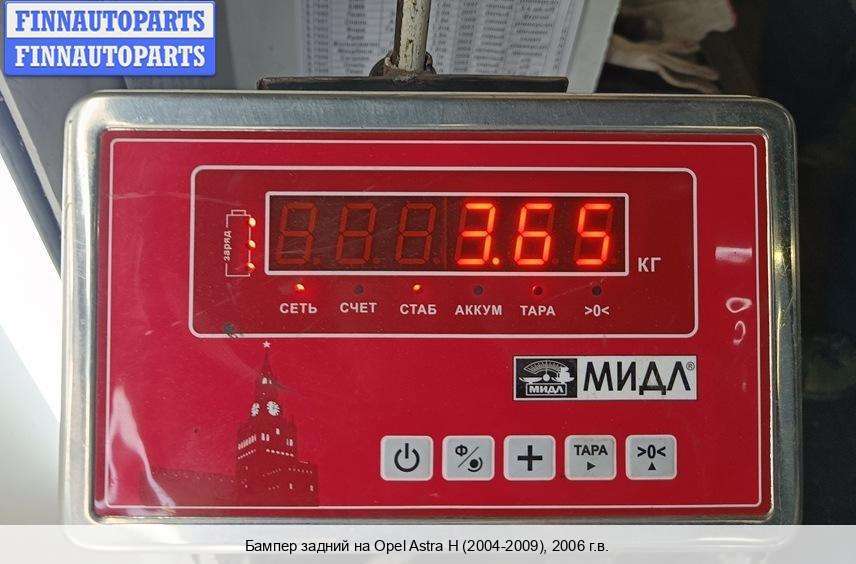 FINNAUTOPARTS
FINNAUTOPARTS
заряд
3.65
КГ
СЕТЬ СЧЕТ СТАБ АККУМ ТАРА >0<
МИДЛ МИДЛ®
Ф ТАРА >0<
Бампер задний на Opel Astra H (2004-2009), 2006 г.в.